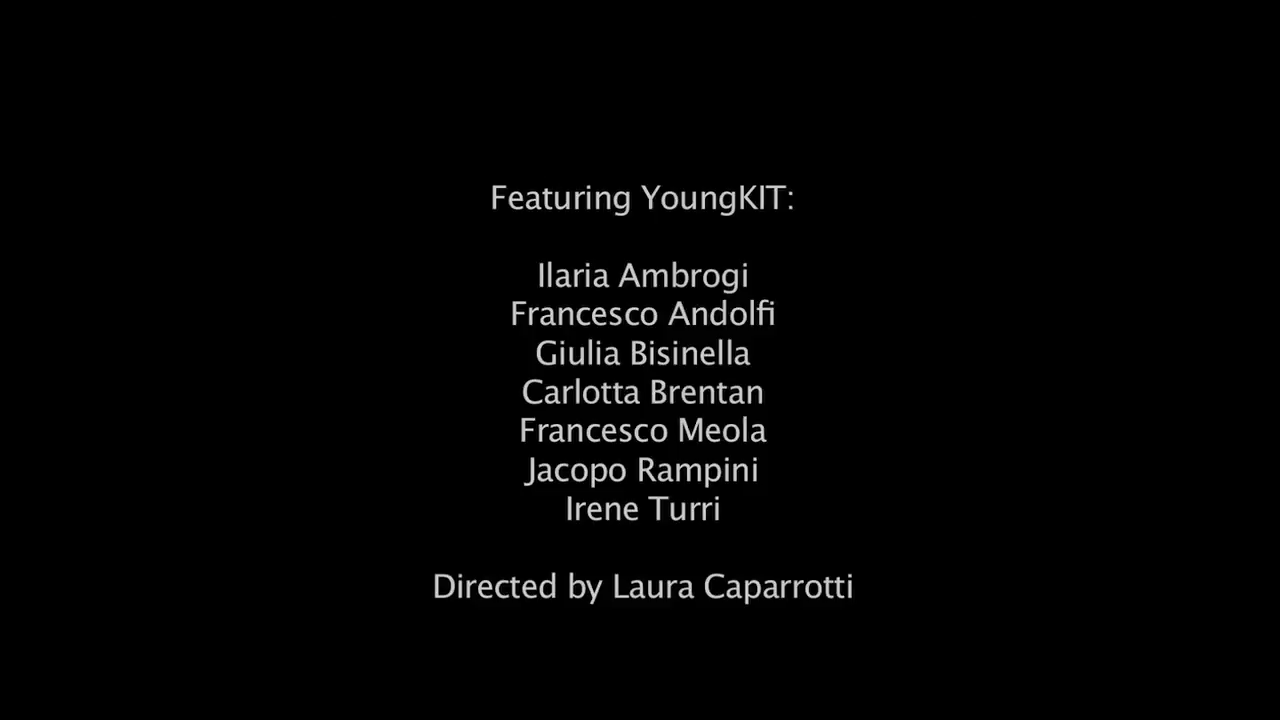 Featuring YoungKIT:
Ilaria Ambrogi
Francesco Andolfi
Giulia Bisinella
Carlotta Brentan
Francesco Meola
Jacopo Rampini
Irene Turri
Directed by Laura Caparrotti